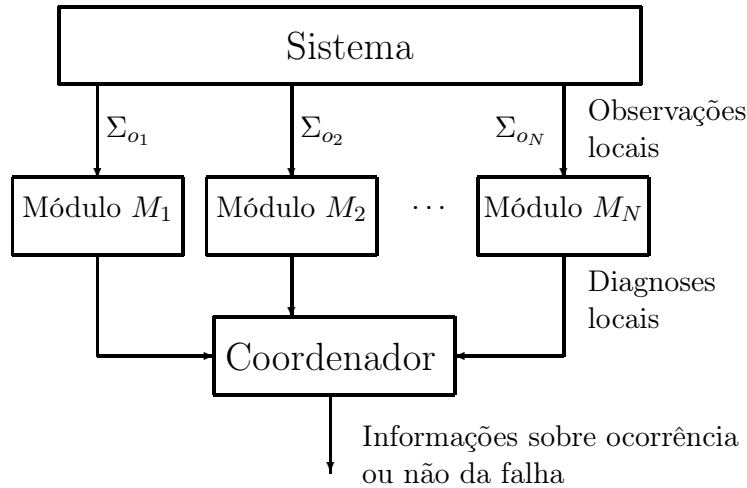 Sistema
Σo1
Σo2
ΣoN
Observações
locais
Módulo M1
Módulo M2
···
Módulo MN
Diagnoses
locais
Coordenador
Informações sobre ocorrência
ou não da falha